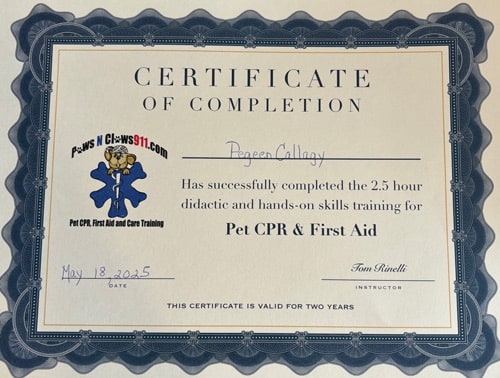 CERTIFICATE
OF COMPLETION
Paws N Claws911.com
Pet CPR, First Aid and Care Training
Pegeen Callagy
Has successfully completed the 2.5 hour
didactic and hands-on skills training for
Pet CPR & First Aid
May 18, 2025
DATE
Tom Rinelli
INSTRUCTOR
THIS CERTIFICATE IS VALID FOR TWO YEARS